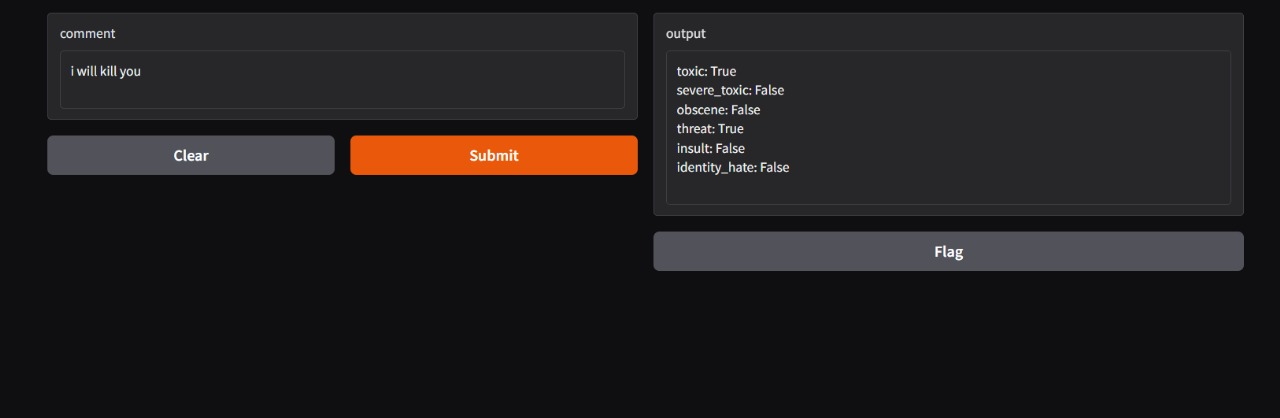 comment
i will kill you
Clear
Submit
output
toxic: True
severe_toxic: False
obscene: False
threat: True
insult: False
identity_hate: False
Flag